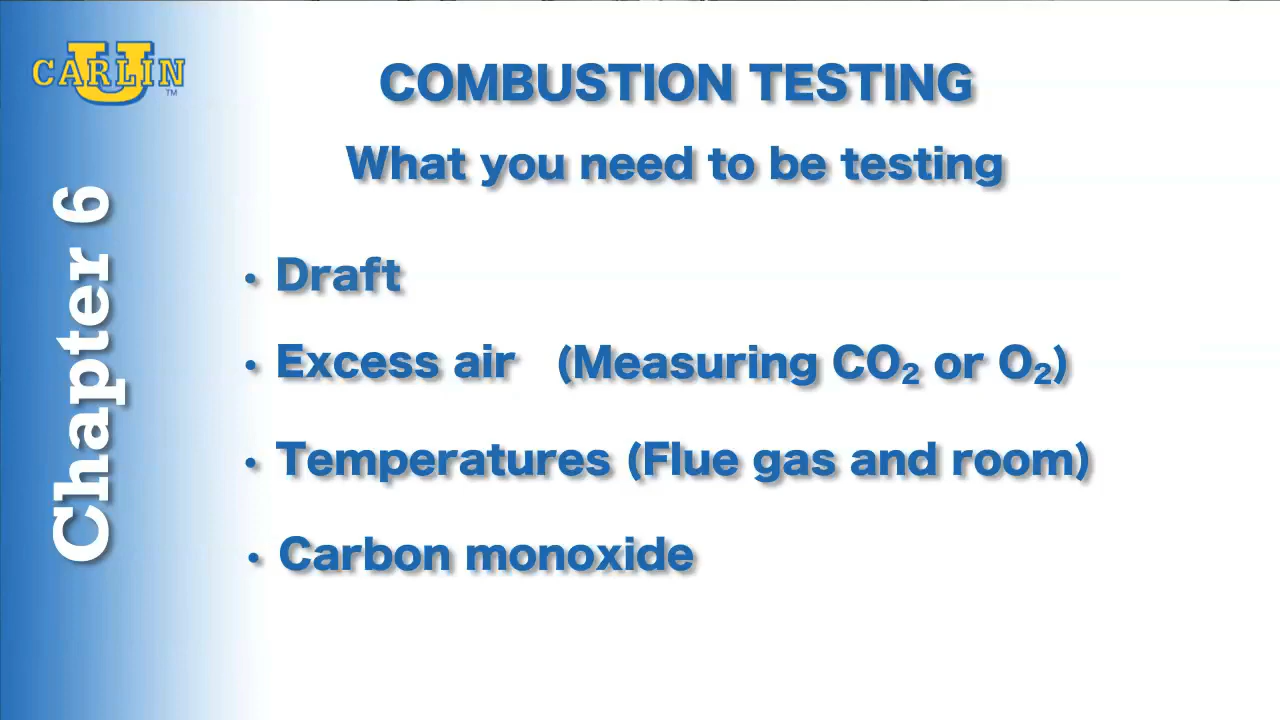 U
CARLIN
TM
Chapter 6
COMBUSTION TESTING
What you need to be testing
• Draft
• Excess air (Measuring CO₂ or O₂)
• Temperatures (Flue gas and room)
• Carbon monoxide